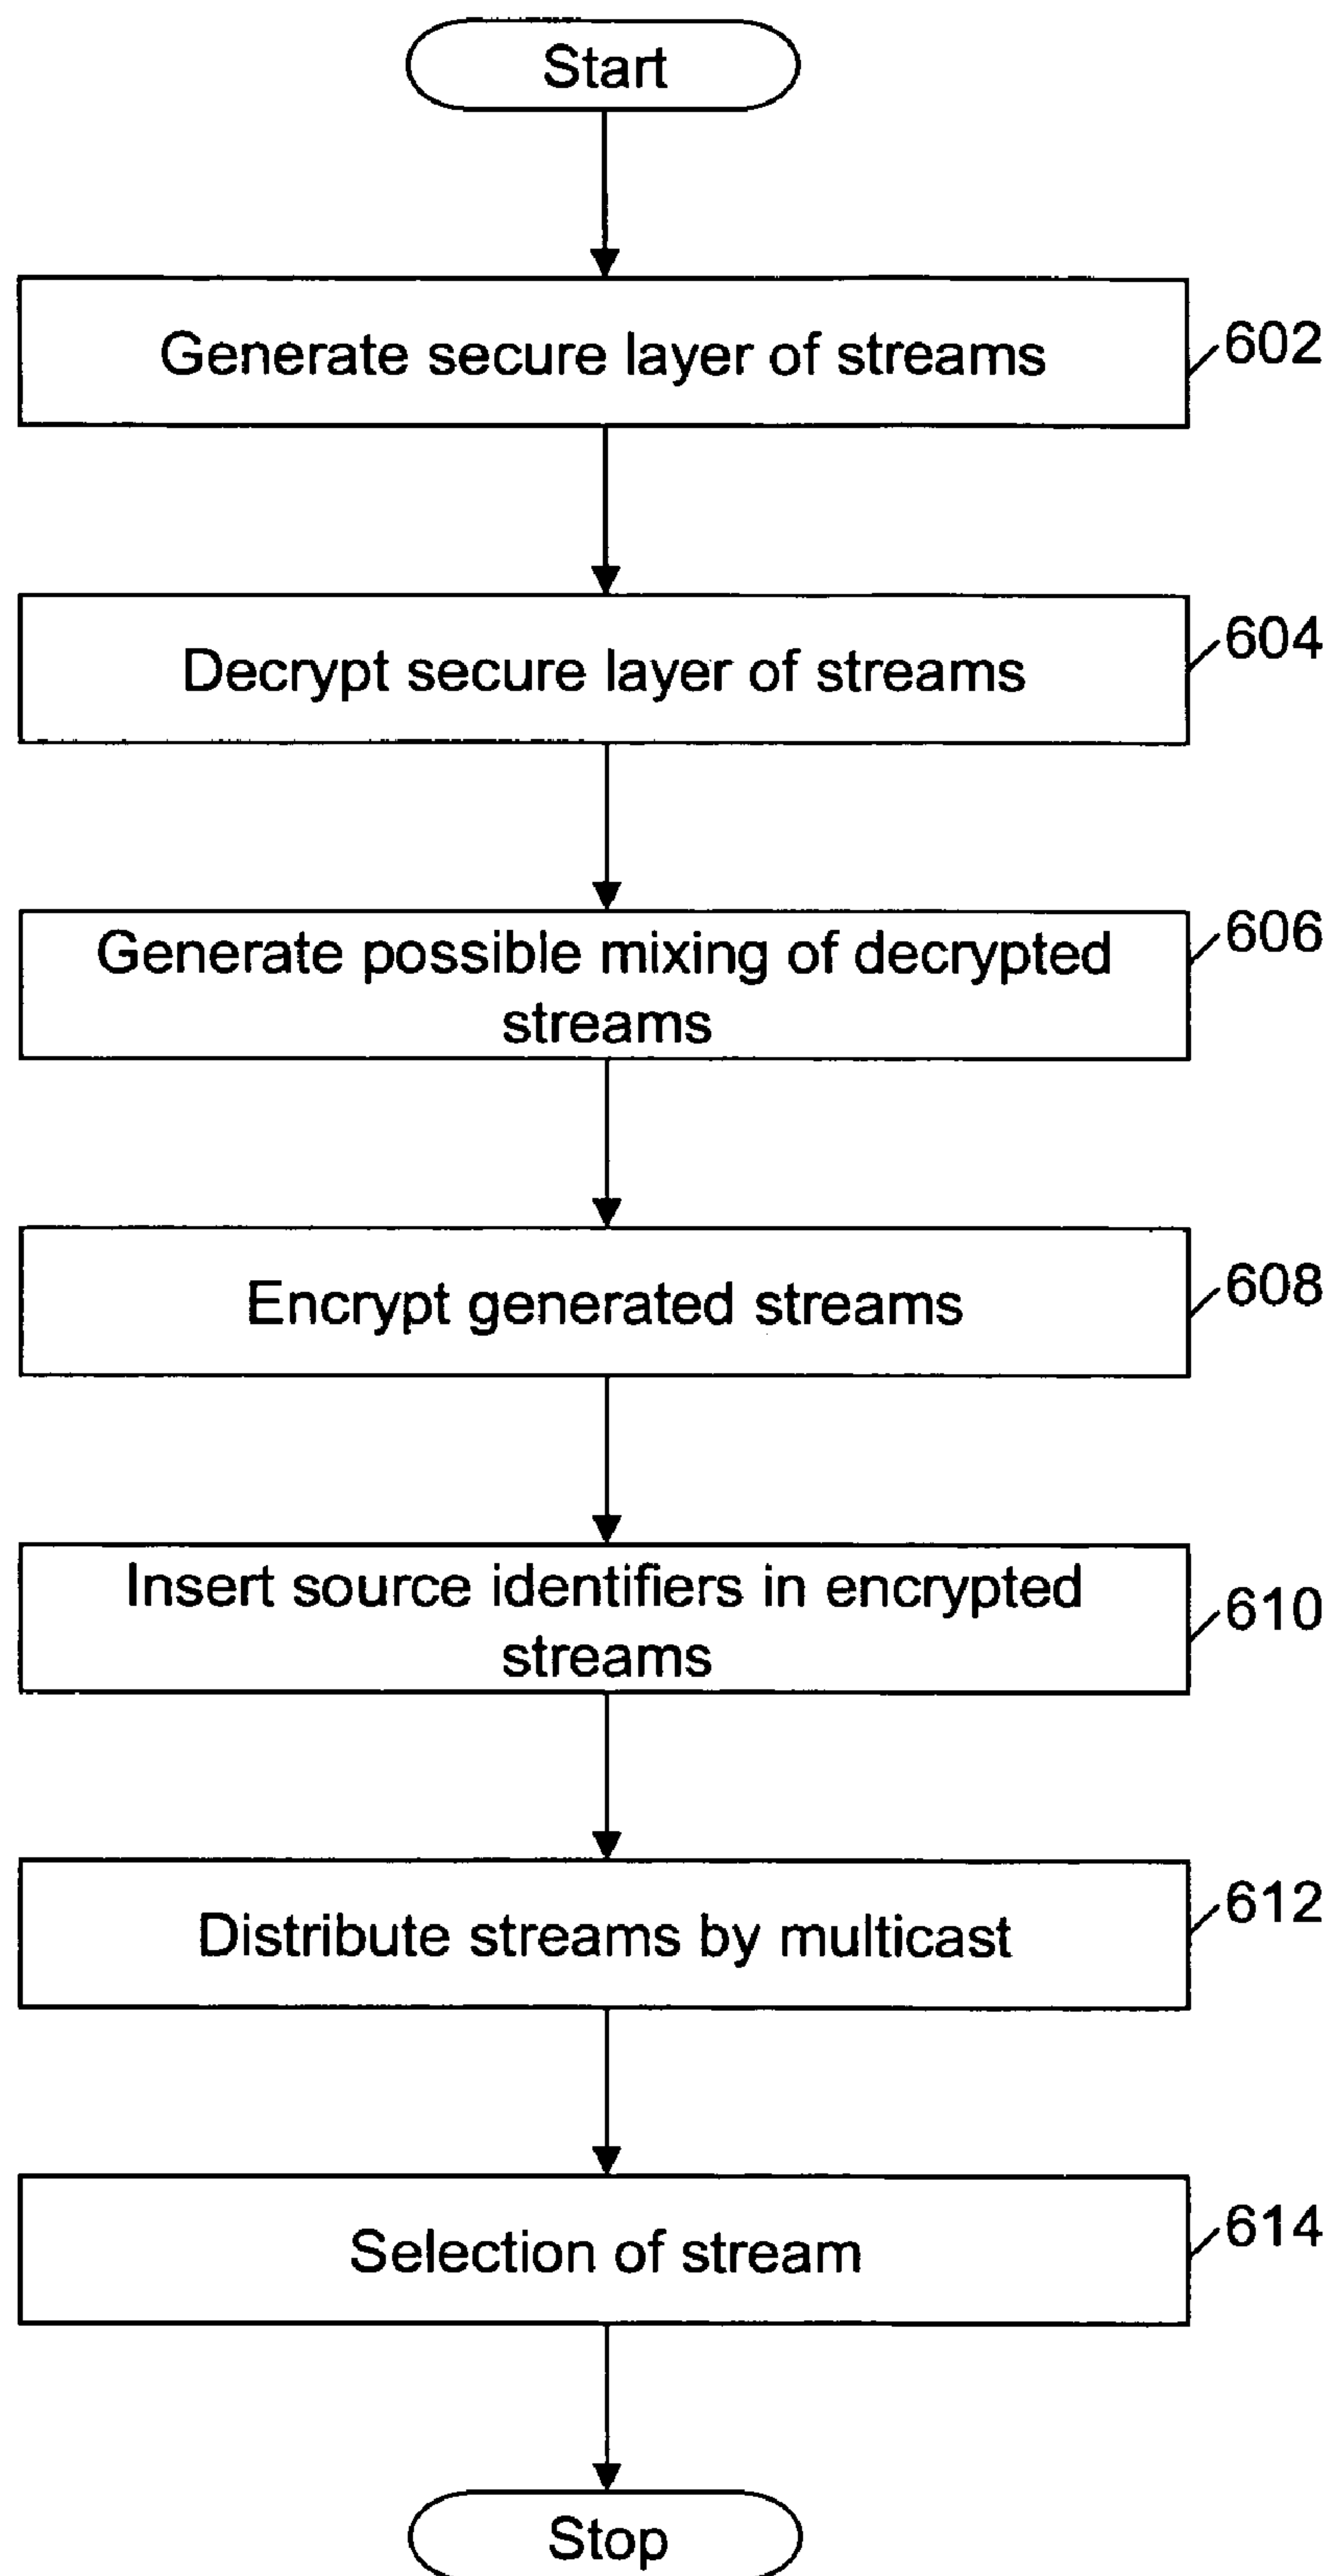 Start
Generate secure layer of streams
602
Decrypt secure layer of streams
604
Generate possible mixing of decrypted
streams
606
Encrypt generated streams
608
Insert source identifiers in encrypted
streams
610
Distribute streams by multicast
612
Selection of stream
614
Stop